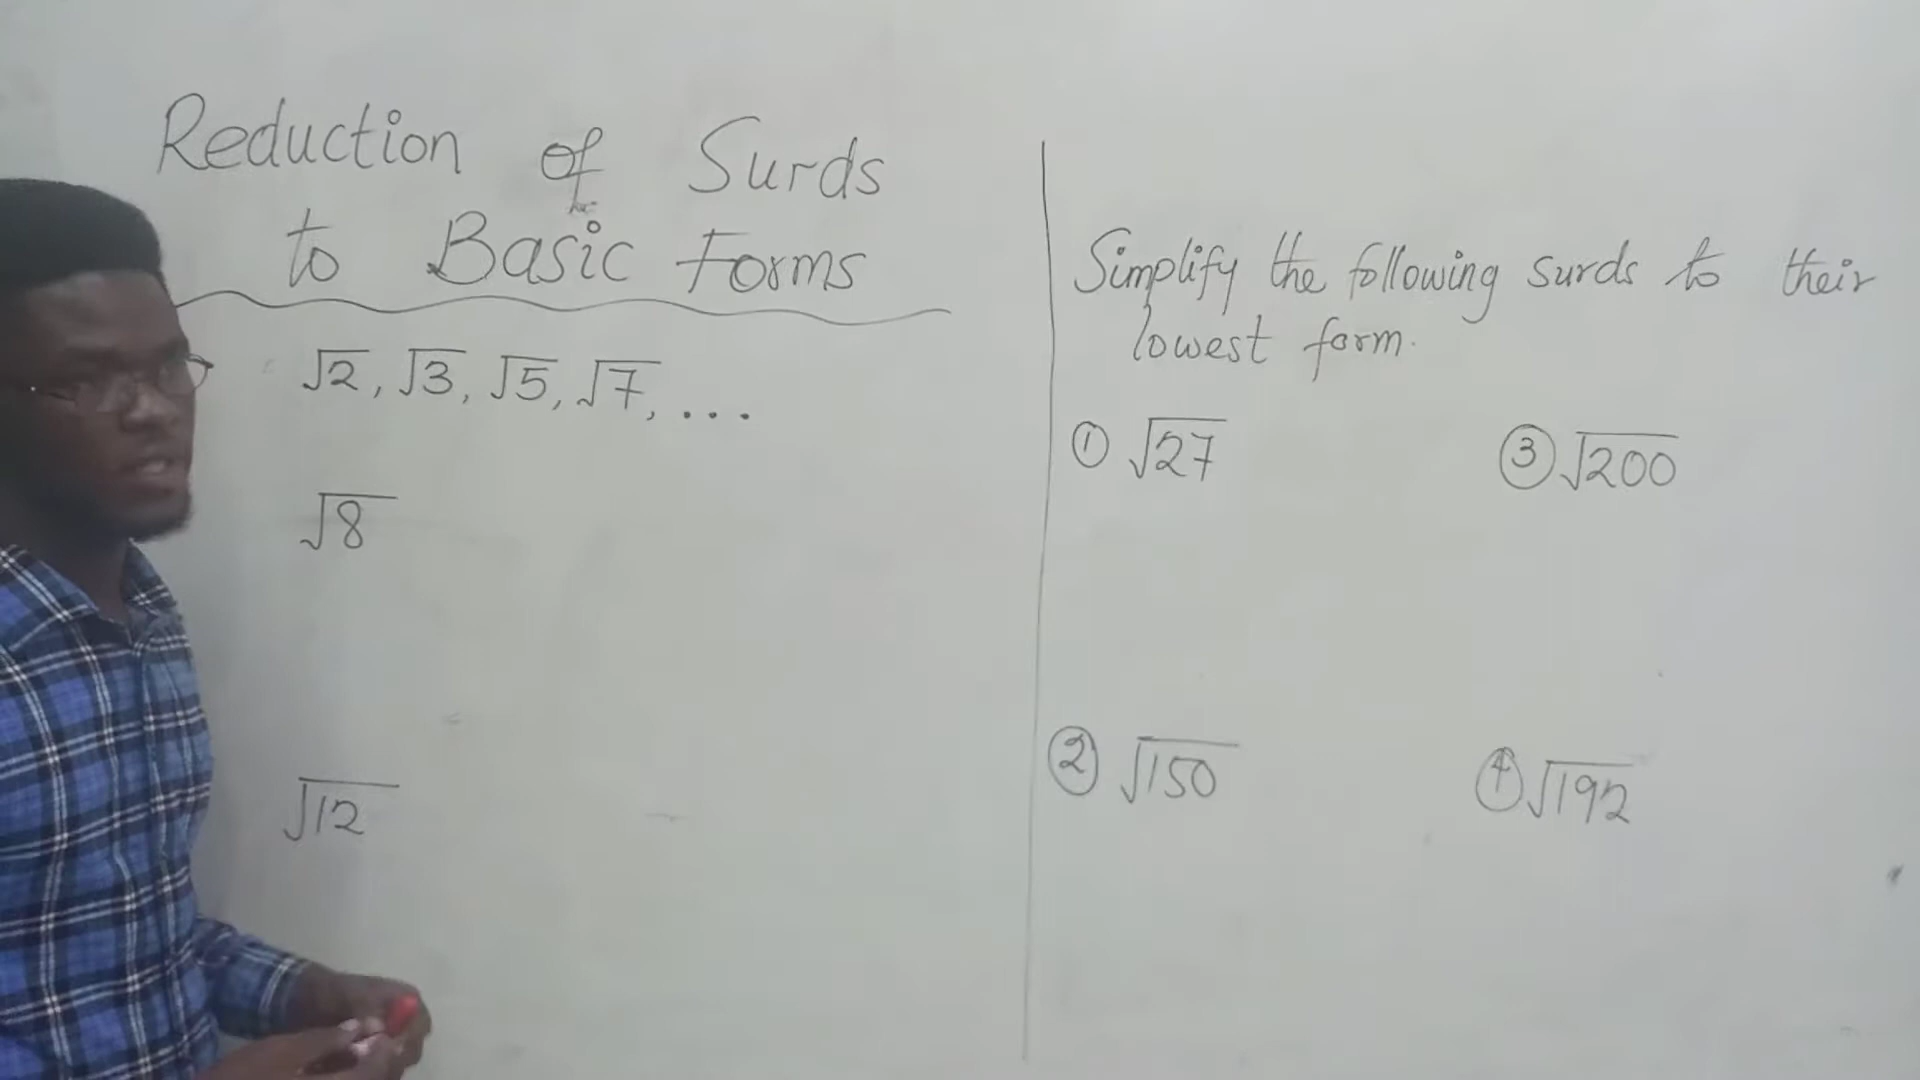 Reduction of Surds
to Basic Forms
√2, √3, √5, √7, ...
√8
√12
Simplify the following surds to their
lowest form.
① √27
③ √200
② √150
④ √192